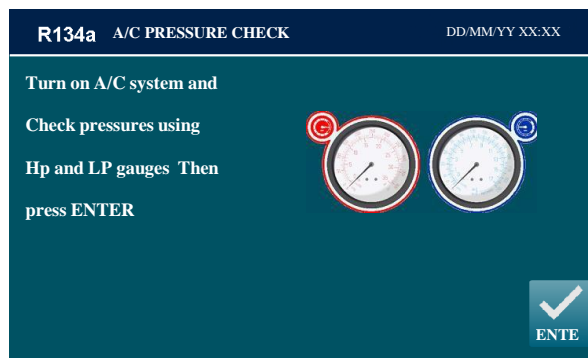 R134a A/C PRESSURE CHECK DD/MM/YY XX:XX
Turn on A/C system and
Check pressures using
Hp and LP gauges Then
press ENTER
ENTE